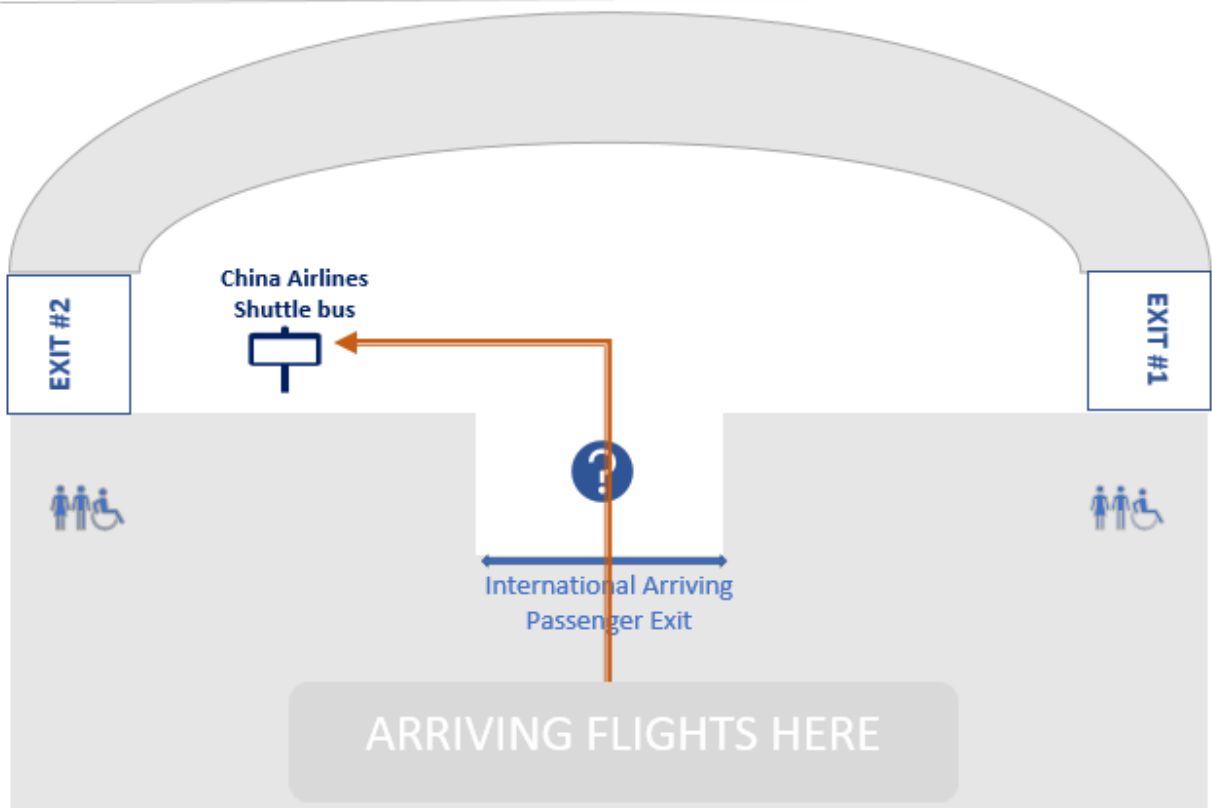 China Airlines
Shuttle bus
EXIT #2
EXIT #1
?
International Arriving
Passenger Exit
ARRIVING FLIGHTS HERE